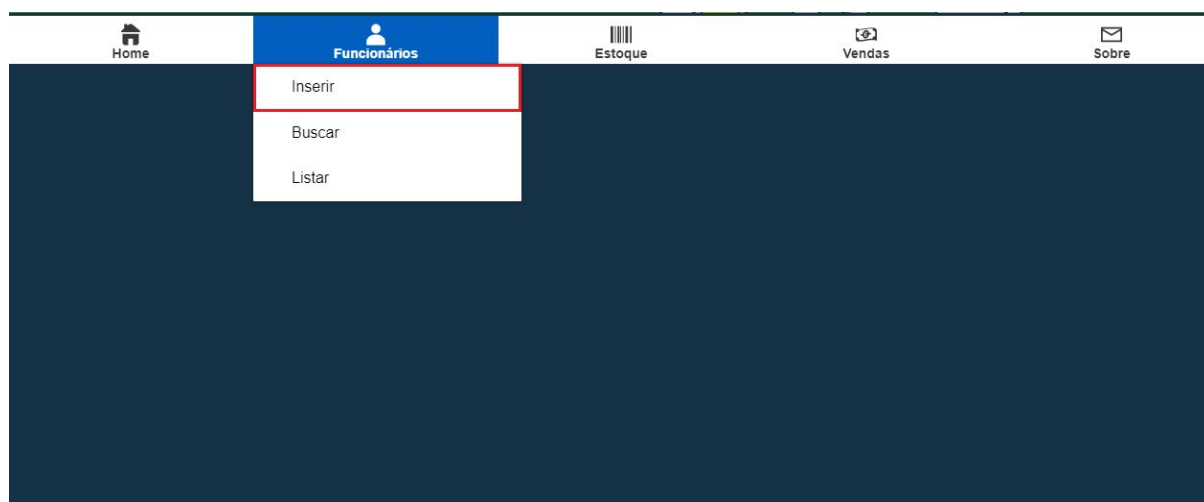 Home
Funcionários
Estoque
Vendas
Sobre
Inserir
Buscar
Listar